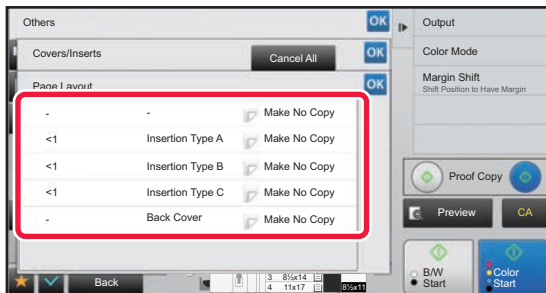 Others
OK
Covers/Inserts
Cancel All
OK
Page Layout
OK
- - Make No Copy
<1 Insertion Type A Make No Copy
<1 Insertion Type B Make No Copy
<1 Insertion Type C Make No Copy
- Back Cover Make No Copy
Back
3 8½x14
4 11x17
8½x11
Output
Color Mode
Margin Shift
Shift Position to Have Margin
Proof Copy
Preview
CA
B/W
Start
Color
Start